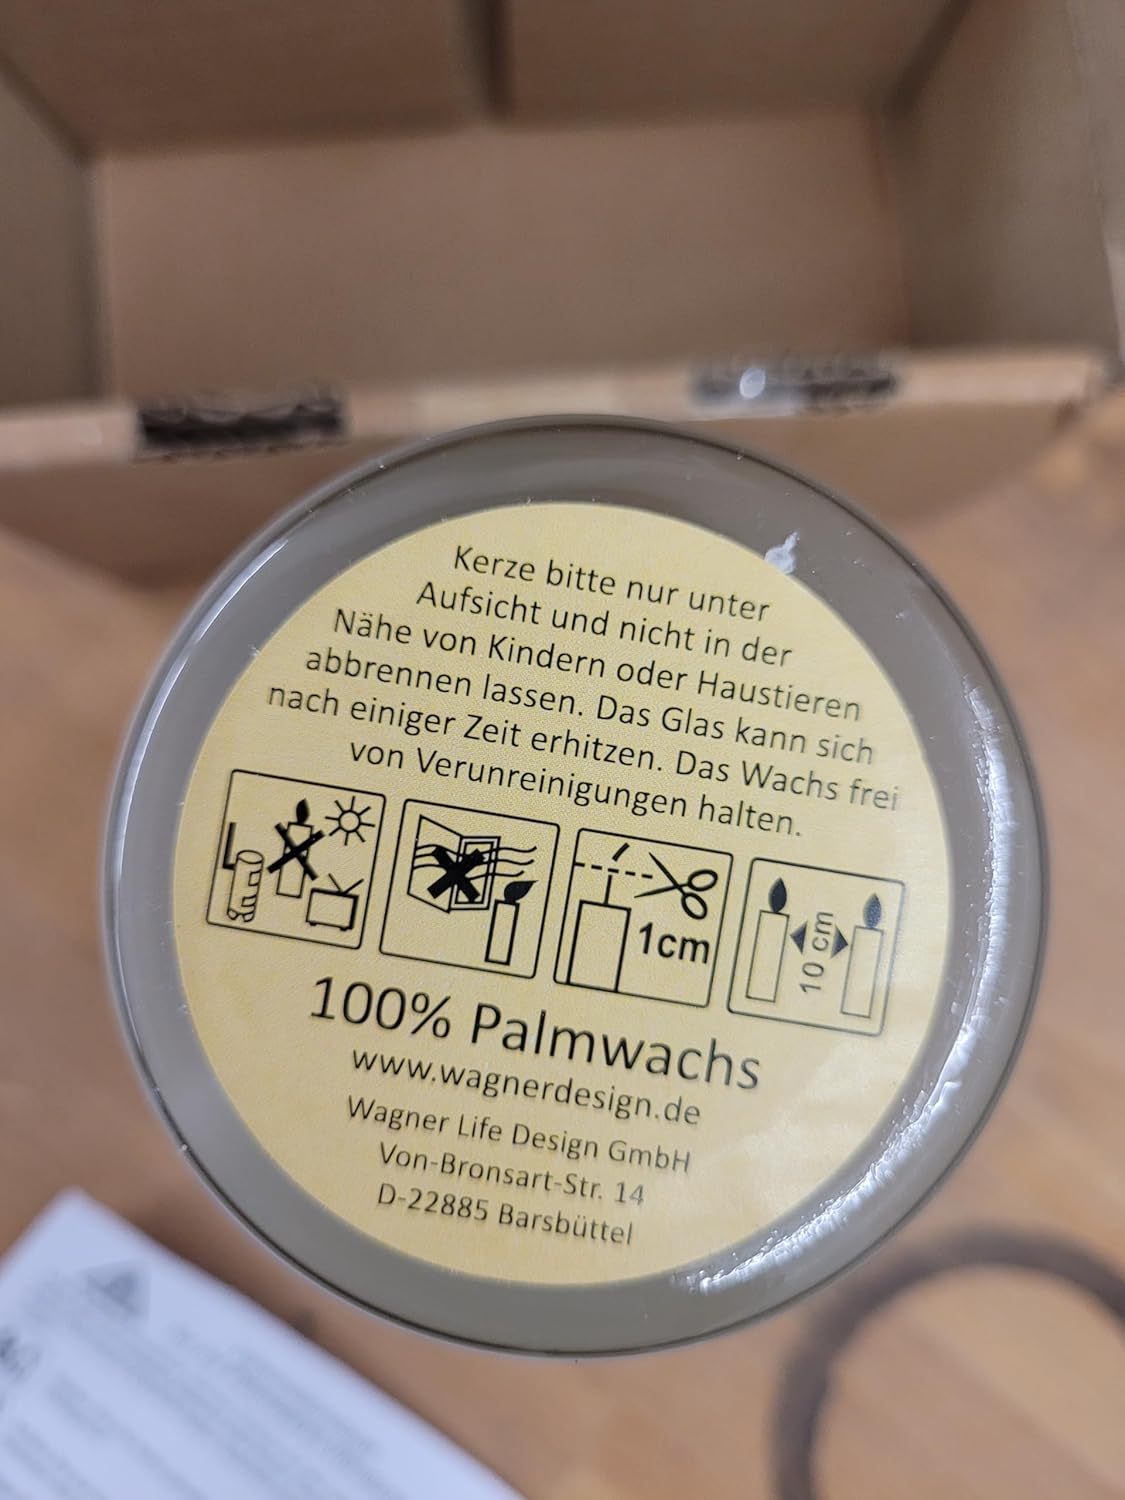 Kerze bitte nur unter
Aufsicht und nicht in der
Nähe von Kindern oder Haustieren
abbrennen lassen. Das Glas kann sich
nach einiger Zeit erhitzen. Das Wachs frei
von Verunreinigungen halten.
1cm
10 cm
100% Palmwachs
www.wagnerdesign.de
Wagner Life Design GmbH
Von-Bronsart-Str. 14
D-22885 Barsbüttel